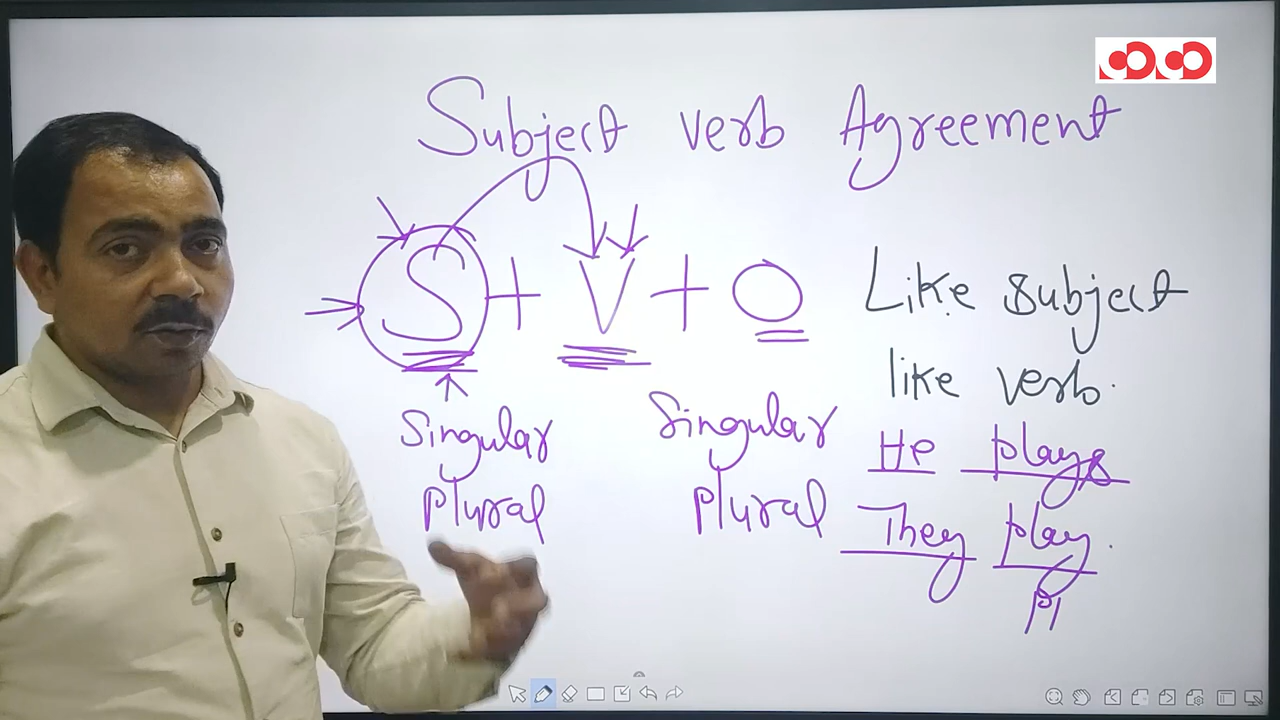 Subject verb Agreement
S + V + O
Singular
plural
Singular
plural
Like subject
like verb.
He plays
They play.
Pl